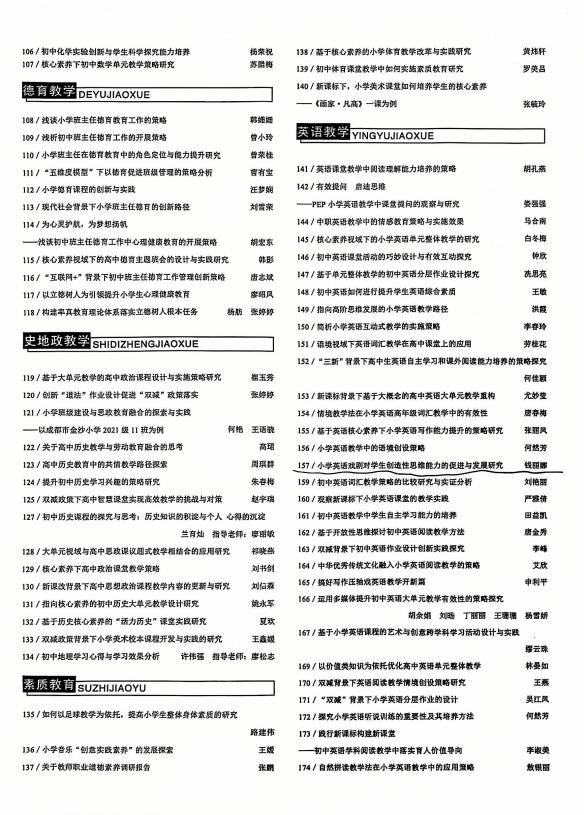 106/初中化学实验创新与学生科学探究能力培养 杨荣祝
107/核心素养下初中数学单元教学策略研究 苏醋梅
德育教学 DEYUJIAOXUE
108/浅谈小学班主任德育教育工作的策略 韩姗姗
109/浅析初中班主任德育工作的开展策略 曾小玲
110/小学班主任在德育教育中的角色定位与能力提升研究 曾荣桂
111/“五维度模型”下以德育促进班级管理的策略分析 曹有宝
112/小学德育课程的创新与实践 汪梦娴
113/现代社会背景下小学班主任德育的创新路径 刘雪荣
114/为心灵护航，为梦想扬帆
——浅谈初中班主任德育工作中心理健康教育的开展策略 胡宏东
115/核心素养视域下的高中德育主题班会的设计与实践研究 韩影
116/“互联网+”背景下初中班主任德育工作管理创新策略 唐志斌
117/以立德树人为引领提升小学生心理健康教育 廖昭风
118/构建率真教育理论体系落实立德树人根本任务 杨舫 张婷婷
史地政教学 SHIDIZHENGJIAOXUE
119/基于大单元教学的高中政治课程设计与实施策略研究 崔玉秀
120/创新“道法”作业设计促进“双减”政策落实 张婷婷
121/小学班级建设与思政教育融合的探索与实践
——以成都市金沙小学2021级11班为例 何艳 王语骁
122/关于高中历史教学与劳动教育融合的思考 高珺
123/高中历史教育中的共情教学路径探索 周琪群
124/提升初中历史学习兴趣的策略研究 朱春梅
125/双减政策下高中智慧课堂实现高效教学的挑战与对策 赵宇瑞
127/初中历史课程的探究与思考：历史知识的积淀与个人 心得的沉淀
兰育灿 指导老师：廖丽敏
128/大单元视域与高中思政课议题式教学相结合的应用研究 祁晓燕
129/核心素养下高中政治课堂教学策略 刘书剑
130/新课改背景下高中思想政治课程教学内容的更新与研究 刘信森
131/指向核心素养的初中历史大单元教学设计研究 姚永军
132/基于历史核心素养的“活力历史”课堂实践研究 夏欢
133/双减政策背景下小学美术校本课程开发与实践的研究 王鑫媛
134/初中地理学习心得与学习效果分析 许伟强 指导老师：廖松志
素质教育 SUZHIJIAOYU
135/如何以足球教学为依托，提高小学生整体身体素质的研究
路建伟
136/小学音乐“创意实践素养”的发展探索 王媛
137/关于教师职业道德素养调研报告 张鹏
138/基于核心素养的小学体育教学改革与实践研究 黄炜轩
139/初中体育课堂教学中如何实施素质教育研究 罗英昌
140/新课标下，小学美术课堂如何培养学生的核心素养
——《画家·凡高》一课为例 张毓玲
英语教学 YINGYUJIAOXUE
141/英语课堂教学中阅读理解能力培养的策略 胡孔燕
142/有效提问 启迪思维
——PEP小学英语教学中课堂提问的观察与研究 娄强强
144/中职英语教学中的情感教育策略与实施效果 马合南
145/核心素养视域下的小学英语单元整体教学的研究 白冬梅
146/初中英语课堂活动的巧妙设计与有效互动探究 钟欣
147/基于单元整体教学的初中英语分层作业设计探究 冼思亮
148/初中英语如何进行提升学生英语综合素质 王敏
149/指向高阶思维发展的小学英语教学路径 洪霞
150/简析小学英语互动式教学的实施策略 李春玲
151/语境视域下英语词汇教学在高中课堂上的应用 劳桂花
152/“三新”背景下高中生英语自主学习和课外阅读能力培养的策略探究
何佳颖
153/新课标背景下基于大概念的高中英语大单元教学重构 尤妙莹
154/情境教学法在小学英语高年级词汇教学中的有效性 唐春梅
155/基于英语核心素养下小学英语写作能力提升的策略研究 张丽凤
156/小学英语教学中的语境创设策略 何然芳
157/小学英语戏剧对学生创造性思维能力的促进与发展研究 钱丽娜
159/初中英语词汇教学策略的比较研究与实证分析 刘艳丽
160/观察新课标下小学英语课堂的教学实践 严雅倩
161/初中英语教学中学生自主学习能力的培养 田益凯
162/基于开放性思维探讨初中英语阅读教学方法 唐金秀
163/双减背景下初中英语作业设计创新实践探究 李峰
164/中华优秀传统文化融入小学英语阅读教学的策略 艾欣
165/搞好写作压轴戏英语教学开新篇 申利平
166/运用多媒体提升初中英语大单元教学有效性的策略探究
胡余娟 刘旸 丁丽丽 王珊珊 杨雪娇
167/基于小学英语课程的艺术与创意跨学科学习活动设计与实践
缪云珠
169/以价值类知识为依托优化高中英语单元整体教学 林晏如
170/双减背景下英语阅读教学情境创设策略研究 王燕
171/“双减”背景下小学英语分层作业的设计 吴江凤
172/探究小学英语听说训练的重要性及其培养方法 何然芳
173/践行新课标构建新课堂
——初中英语学科阅读教学中落实育人价值导向 李淑美
174/自然拼读教学法在小学英语教学中的应用策略 敖银丽